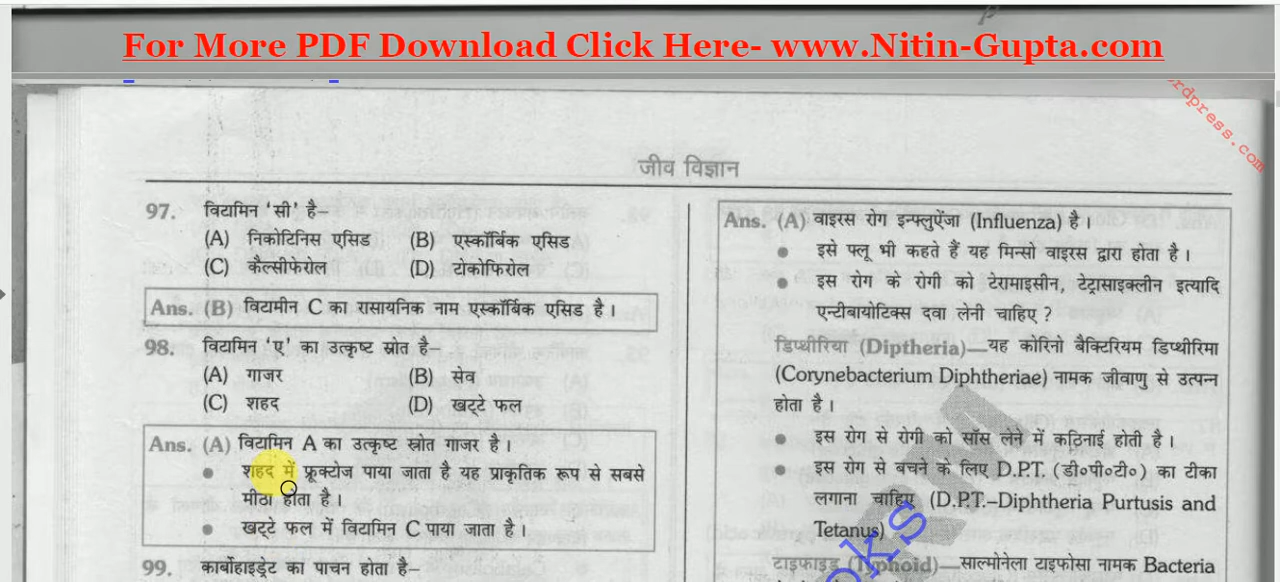 For More PDF Download Click Here- www.Nitin-Gupta.com
rdpress.com
जीव विज्ञान
97. विटामिन 'सी' है–
(A) निकोटिनिस एसिड (B) एस्कॉर्बिक एसिड
(C) कैल्सीफेरोल (D) टोकोफिरोल
Ans. (B) विटामीन C का रासायनिक नाम एस्कॉर्बिक एसिड है।
98. विटामिन 'ए' का उत्कृष्ट स्रोत है–
(A) गाजर (B) सेव
(C) शहद (D) खट्टे फल
Ans. (A) विटामिन A का उत्कृष्ट स्रोत गाजर है।
• शहद में फ्रूक्टोज पाया जाता है यह प्राकृतिक रूप से सबसे
मीठा होता है।
• खट्टे फल में विटामिन C पाया जाता है।
99. कार्बोहाइड्रेट का पाचन होता है–
Ans. (A) वाइरस रोग इन्फ्लुऐंजा (Influenza) है।
• इसे फ्लू भी कहते हैं यह मिन्सो वाइरस द्वारा होता है।
• इस रोग के रोगी को टेरामाइसीन, टेट्रासाइक्लीन इत्यादि
एन्टीबायोटिक्स दवा लेनी चाहिए ?
डिप्थीरिया (Diptheria)—यह कोरिनो बैक्टिरियम डिप्थीरिमा
(Corynebacterium Diphtheriae) नामक जीवाणु से उत्पन्न
होता है।
• इस रोग से रोगी को साँस लेने में कठिनाई होती है।
• इस रोग से बचने के लिए D.P.T. (डी०पी०टी०) का टीका
लगाना चाहिए (D.P.T.–Diphtheria Purtusis and
Tetanus)
टाइफाइड (Typhoid)—साल्मोनेला टाइफोसा नामक Bacteria
oks